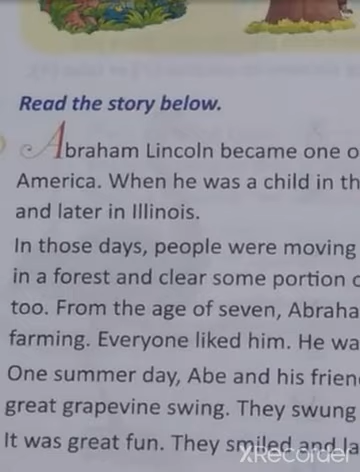 Read the story below.
Abraham Lincoln became one o
America. When he was a child in th
and later in Illinois.
In those days, people were moving
in a forest and clear some portion
too. From the age of seven, Abraha
farming. Everyone liked him. He wa
One summer day, Abe and his frien
great grapevine swing. They swung
It was great fun. They smiled and la
XRecorder